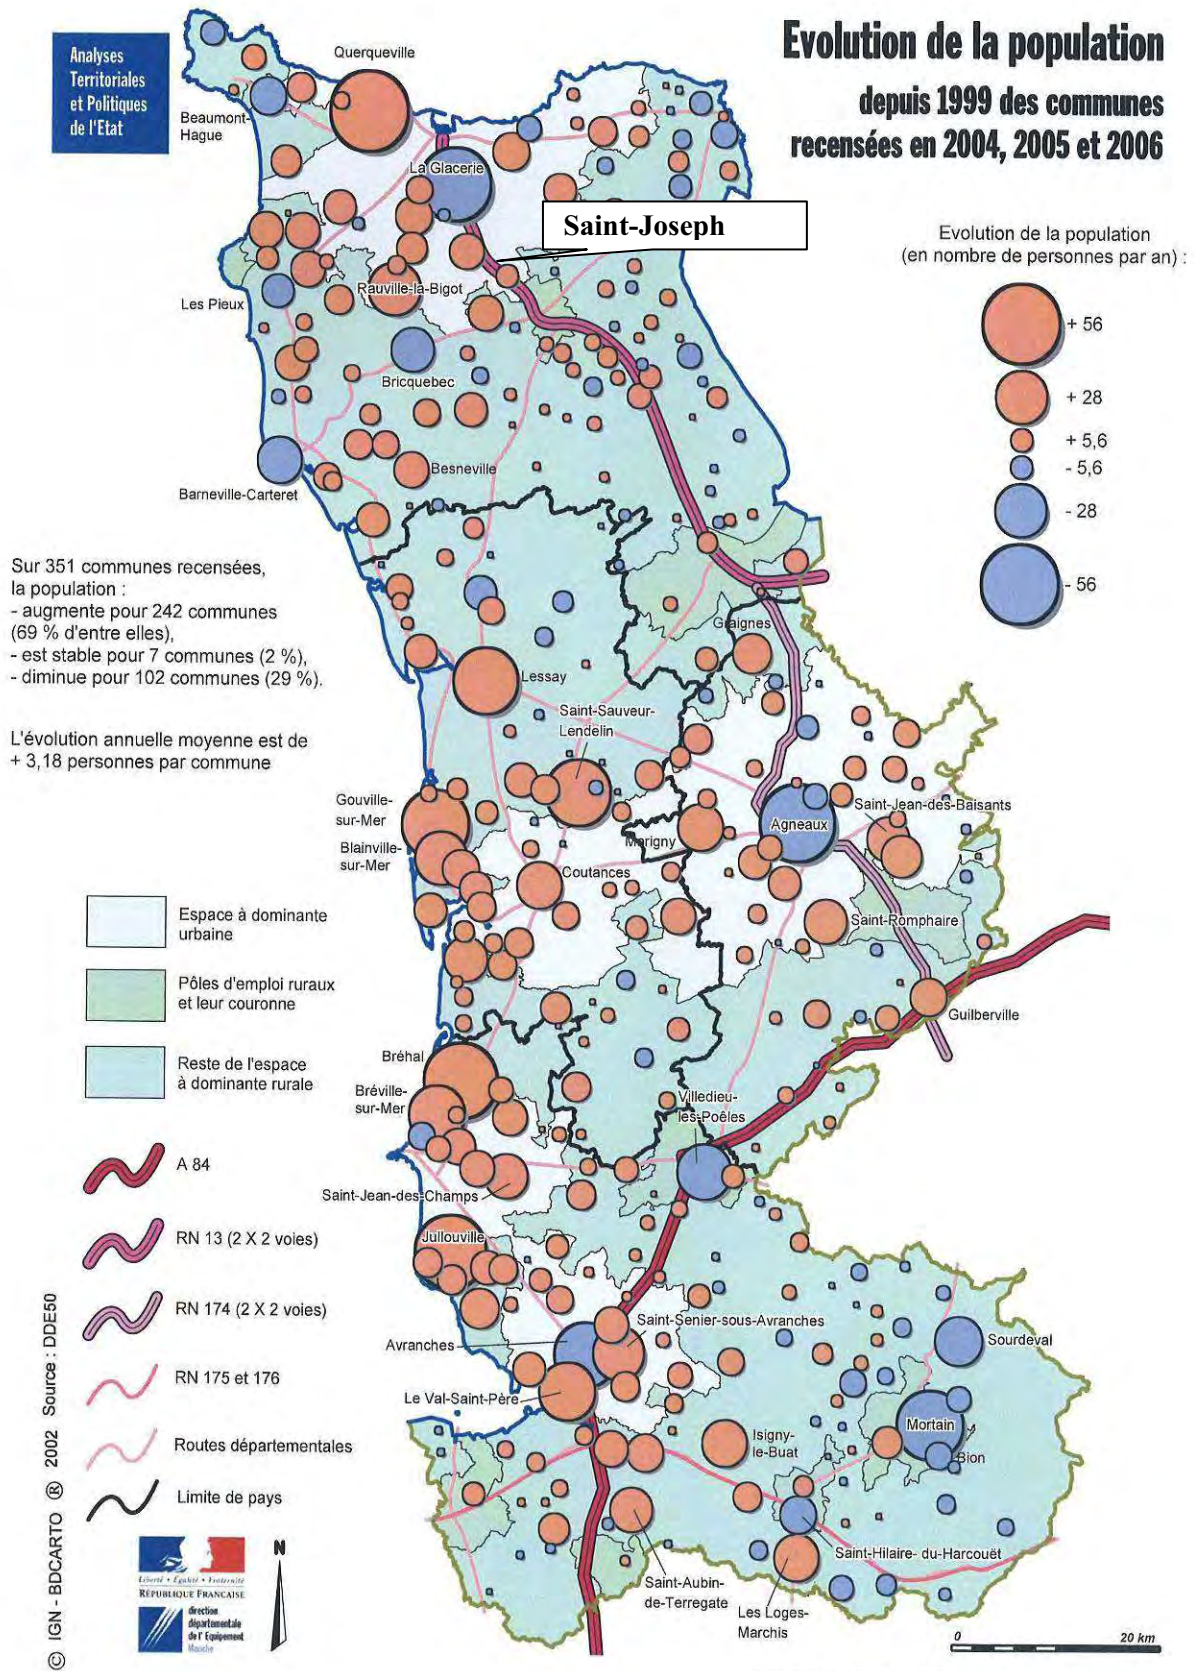 Analyses
Territoriales
et Politiques
de l'Etat
Evolution de la population
depuis 1999 des communes
recensées en 2004, 2005 et 2006
Querqueville
Beaumont-
Hague
La Glacerie
Saint-Joseph
Rauville-la-Bigot
Les Pieux
Bricquebec
Besneville
Barneville-Carteret
Evolution de la population
(en nombre de personnes par an) :
+ 56
+ 28
+ 5,6
- 5,6
- 28
- 56
Sur 351 communes recensées,
la population :
- augmente pour 242 communes
(69 % d'entre elles),
- est stable pour 7 communes (2 %),
- diminue pour 102 communes (29 %).
L'évolution annuelle moyenne est de
+ 3,18 personnes par commune
Graignes
Lessay
Saint-Sauveur-
Lendelin
Gouville-
sur-Mer
Blainville-
sur-Mer
Marigny
Agneaux
Saint-Jean-des-Baisants
Coutances
Saint-Romphaire
Guilberville
Bréhal
Bréville-
sur-Mer
Villedieu-
les-Poêles
Saint-Jean-des-Champs
Jullouville
Avranches
Saint-Senier-sous-Avranches
Sourdeval
Le Val-Saint-Père
Isigny-
le-Buat
Mortain
Bion
Saint-Hilaire- du-Harcouët
Saint-Aubin-
de-Terregate
Les Loges-
Marchis
Espace à dominante
urbaine
Pôles d'emploi ruraux
et leur couronne
Reste de l'espace
à dominante rurale
A 84
RN 13 (2 X 2 voies)
RN 174 (2 X 2 voies)
RN 175 et 176
Routes départementales
Limite de pays
© IGN - BDCARTO ® 2002 Source : DDE50
Liberté • Égalité • Fraternité
RÉPUBLIQUE FRANÇAISE
direction
départementale
de l'Equipement
Manche
N
0 20 km